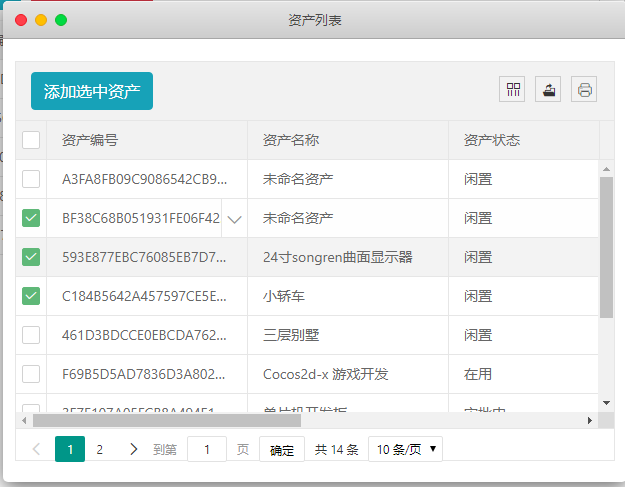 资产列表
添加选中资产
资产编号 资产名称 资产状态
A3FA8FB09C9086542CB9... 未命名资产 闲置
BF38C68B051931FE06F42 未命名资产 闲置
593E877EBC76085EB7D7... 24寸songren曲面显示器 闲置
C184B5642A457597CE5E... 小轿车 闲置
461D3BDCCE0EBCDA762... 三层别墅 闲置
F69B5D5AD7836D3A802... Cocos2d-x 游戏开发 在用
1 2 到第 1 页 确定 共 14 条 10 条/页